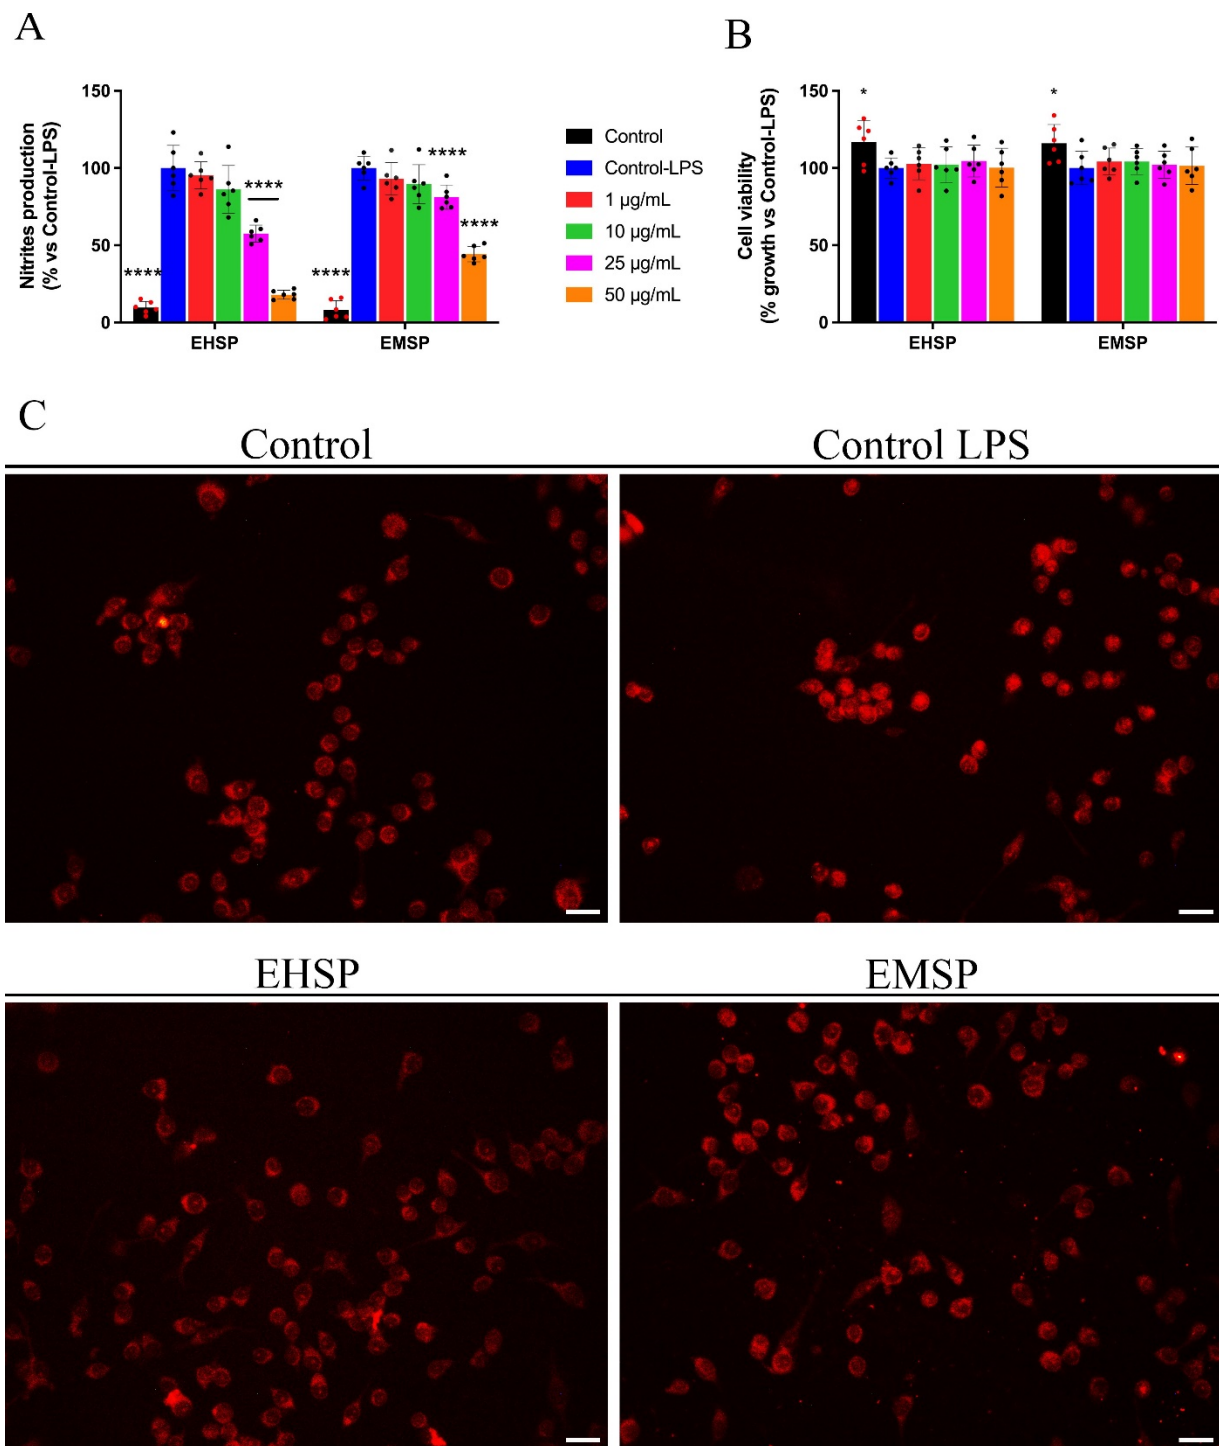 A
B
Nitrites production
(% vs Control-LPS)
150
100
50
0
****
****
****
****
****
EHSP
EMSP
Control
Control-LPS
1 µg/mL
10 µg/mL
25 µg/mL
50 µg/mL
Cell viability
(% growth vs Control-LPS)
150
100
50
0
*
*
EHSP
EMSP
C
Control
Control LPS
EHSP
EMSP